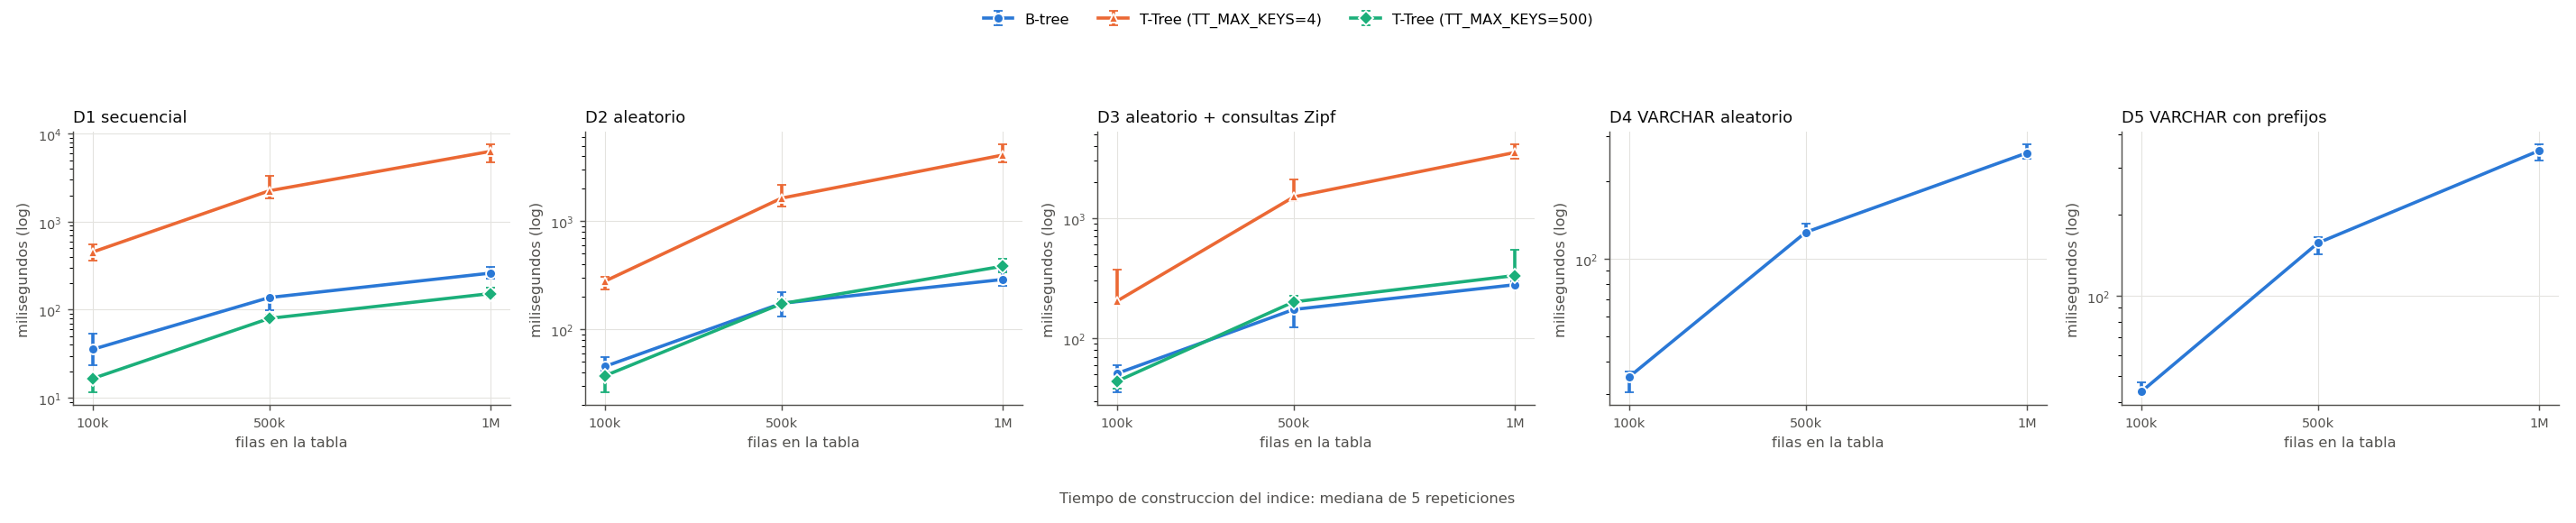 B-tree T-Tree (TT_MAX_KEYS=4) T-Tree (TT_MAX_KEYS=500)
D1 secuencial
milisegundos (log)
10⁴
10³
10²
10¹
100k 500k 1M
filas en la tabla
D2 aleatorio
milisegundos (log)
10³
10²
100k 500k 1M
filas en la tabla
D3 aleatorio + consultas Zipf
milisegundos (log)
10³
10²
100k 500k 1M
filas en la tabla
D4 VARCHAR aleatorio
milisegundos (log)
10²
100k 500k 1M
filas en la tabla
D5 VARCHAR con prefijos
milisegundos (log)
10²
100k 500k 1M
filas en la tabla
Tiempo de construccion del indice: mediana de 5 repeticiones